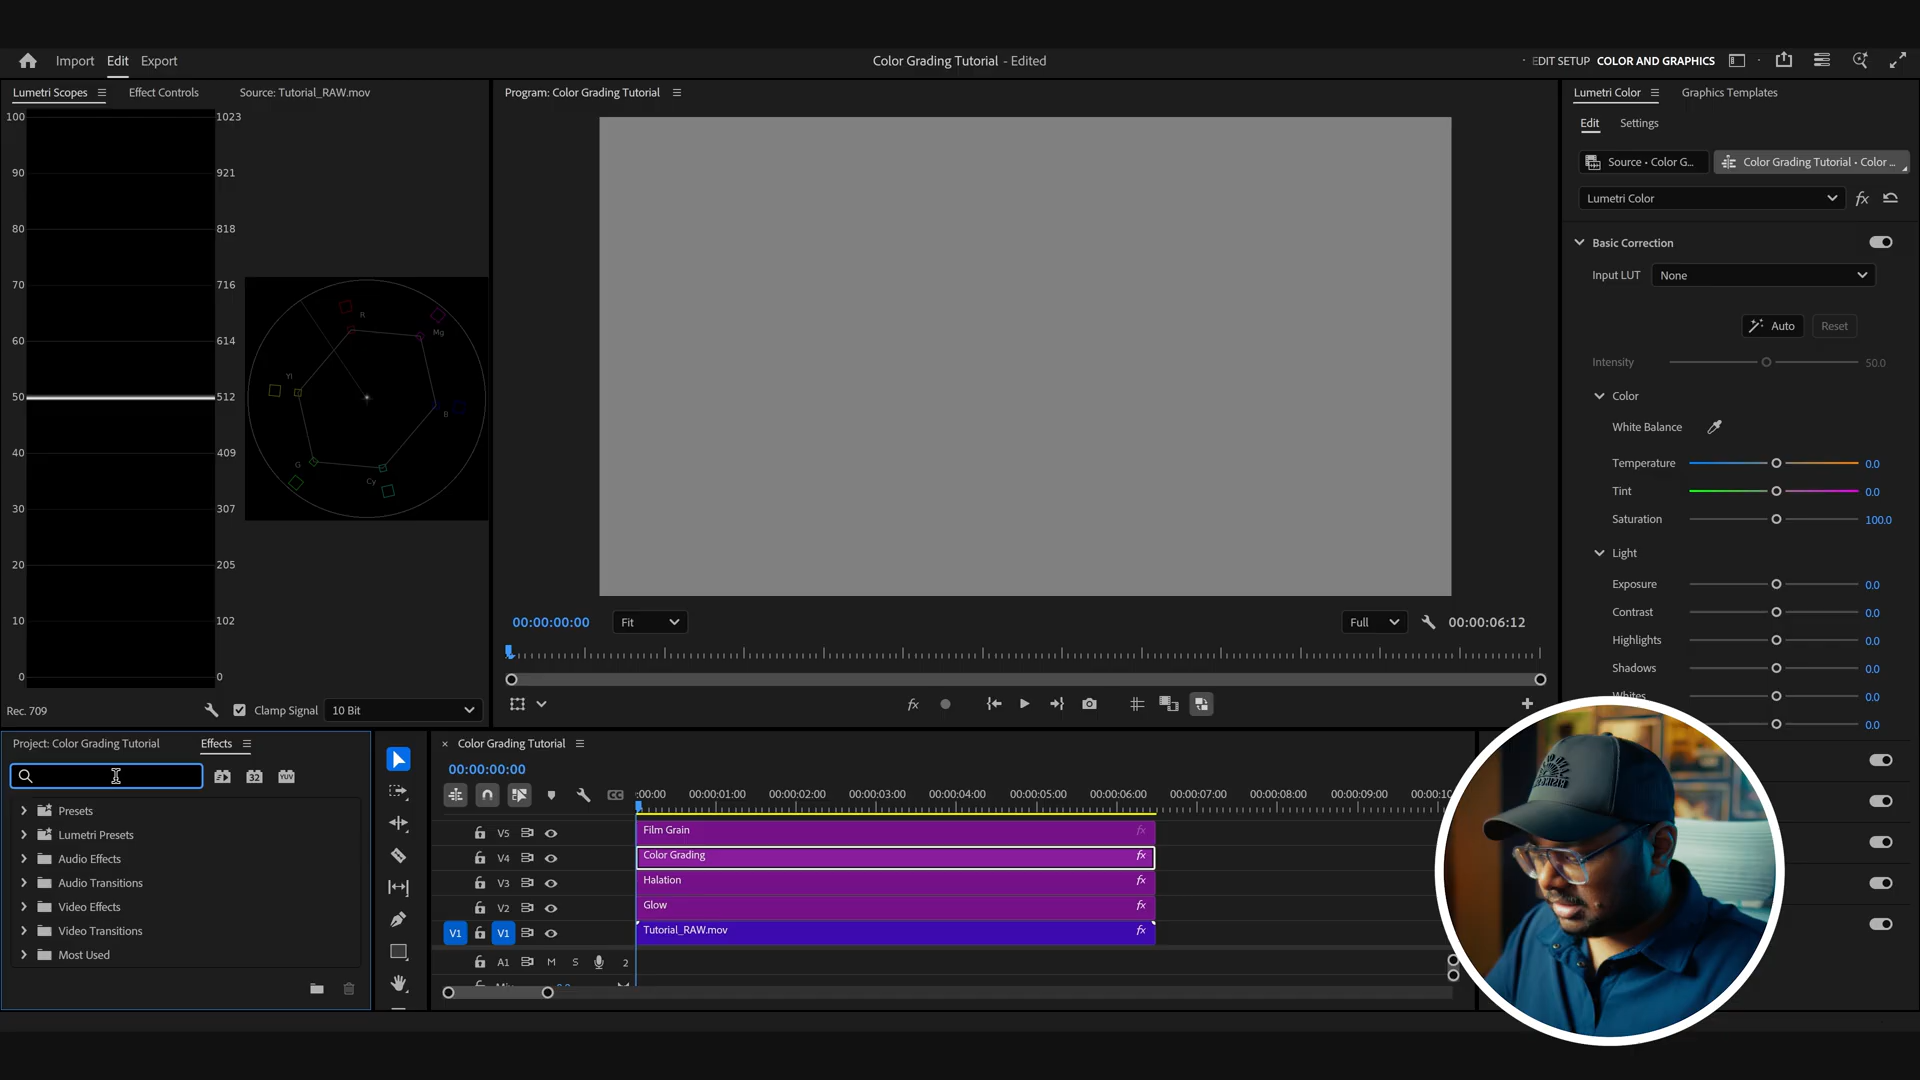 Import Edit Export
Color Grading Tutorial - Edited
EDIT SETUP COLOR AND GRAPHICS
Lumetri Scopes Effect Controls Source: Tutorial_RAW.mov
100 1023
90 921
80 818
70 716
60 614
50 512
40 409
30 307
20 205
10 102
0 0
R
Mg
Yl
B
G
Cy
Rec. 709 Clamp Signal 10 Bit
Program: Color Grading Tutorial
00:00:00:00 Fit Full 00:00:06:12
Lumetri Color Graphics Templates
Edit Settings
Source • Color G... Color Grading Tutorial • Color ...
Lumetri Color fx
Basic Correction
Input LUT None
Auto Reset
Intensity 50.0
Color
White Balance
Temperature 0.0
Tint 0.0
Saturation 100.0
Light
Exposure 0.0
Contrast 0.0
Highlights 0.0
Shadows 0.0
Whites 0.0
0.0
fx
Project: Color Grading Tutorial Effects
32 YUV
Presets
Lumetri Presets
Audio Effects
Audio Transitions
Video Effects
Video Transitions
Most Used
× Color Grading Tutorial
00:00:00:00
CC :00:00 00:00:01:00 00:00:02:00 00:00:03:00 00:00:04:00 00:00:05:00 00:00:06:00 00:00:07:00 00:00:08:00 00:00:09:00 00:00:10
V5 Film Grain fx
V4 Color Grading fx
V3 Halation fx
V2 Glow fx
V1 V1 Tutorial_RAW.mov fx
A1 M S 2